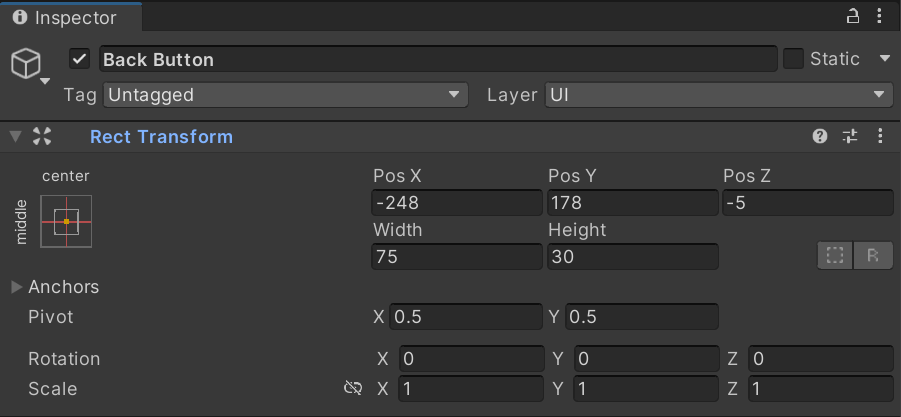 Inspector
Back Button Static
Tag Untagged Layer UI
Rect Transform
center
middle
Pos X Pos Y Pos Z
-248 178 -5
Width Height
75 30
R
Anchors
Pivot X 0.5 Y 0.5
Rotation X 0 Y 0 Z 0
Scale X 1 Y 1 Z 1